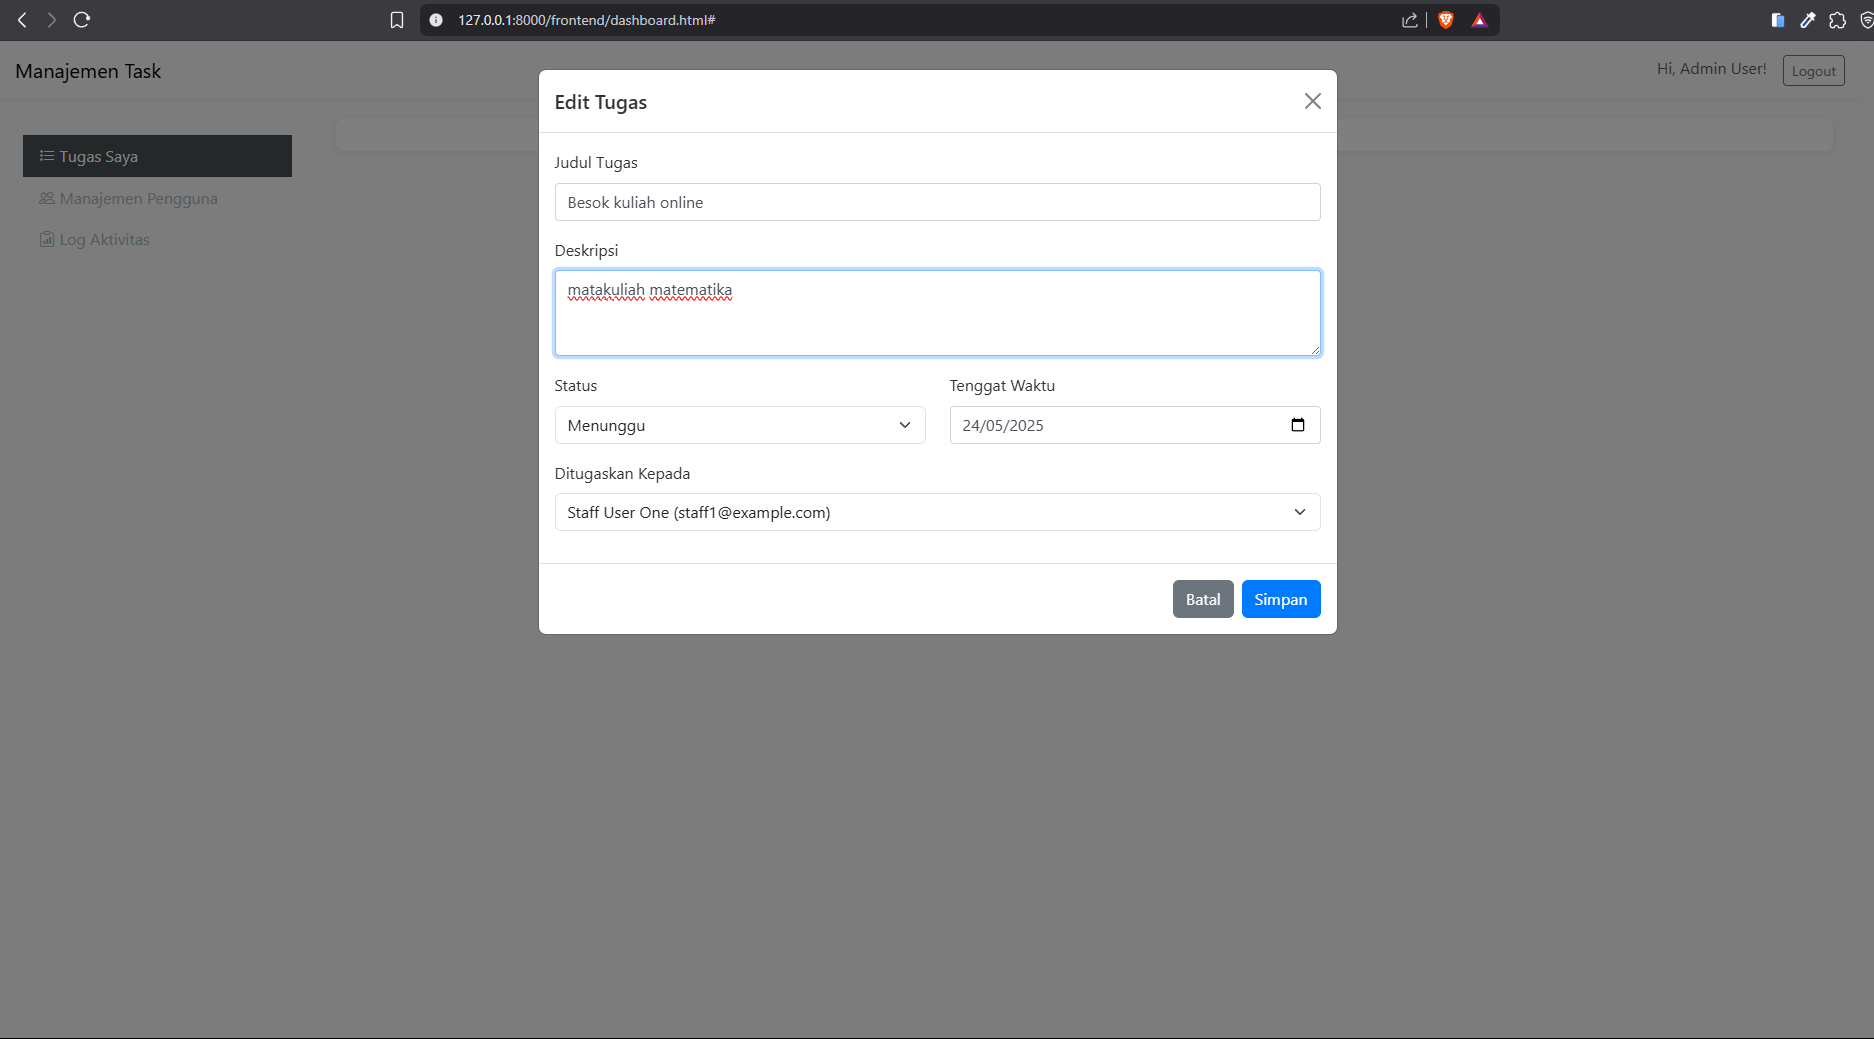 127.0.0.1:8000/frontend/dashboard.html#
Manajemen Task
Hi, Admin User!
Logout
Tugas Saya
Manajemen Pengguna
Log Aktivitas
Edit Tugas
Judul Tugas
Besok kuliah online
Deskripsi
matakuliah matematika
Status
Tenggat Waktu
Menunggu
24/05/2025
Ditugaskan Kepada
Staff User One (staff1@example.com)
Batal
Simpan